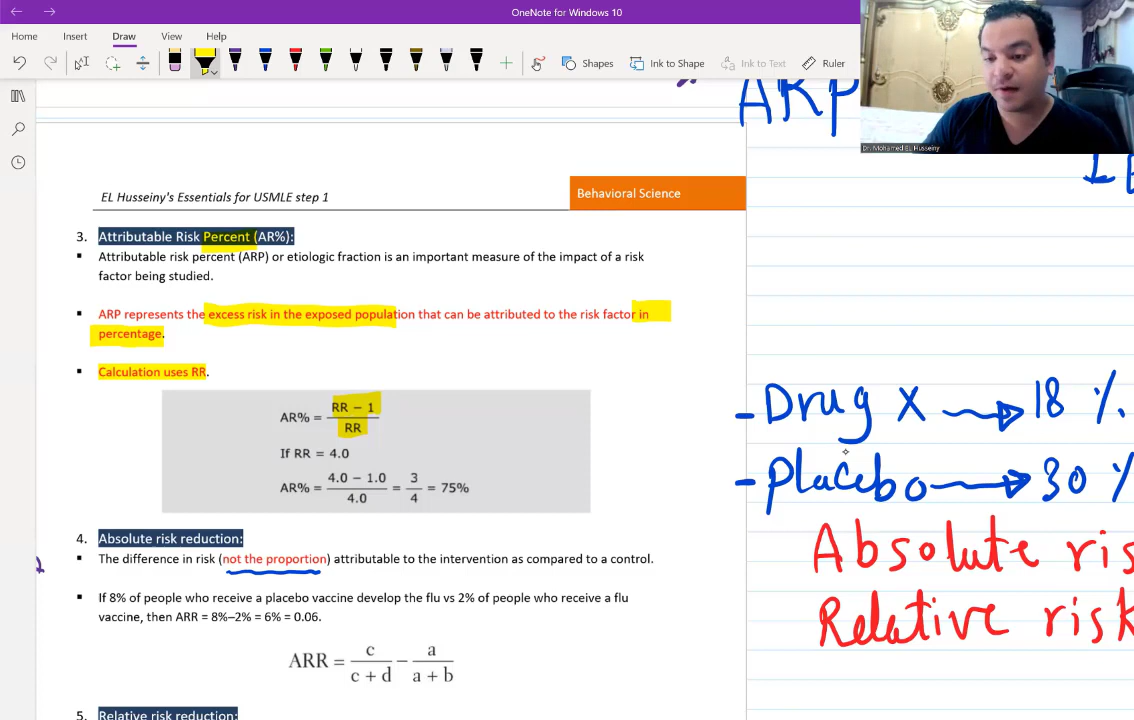 OneNote for Windows 10
Home Insert Draw View Help
Shapes Ink to Shape Ink to Text Ruler
Dr. Mohamed EL Husseiny
ARP
EL Husseiny's Essentials for USMLE step 1
Behavioral Science
3. Attributable Risk Percent (AR%):
▪ Attributable risk percent (ARP) or etiologic fraction is an important measure of the impact of a risk
factor being studied.
▪ ARP represents the excess risk in the exposed population that can be attributed to the risk factor in
percentage.
▪ Calculation uses RR.
AR% = RR − 1 / RR
If RR = 4.0
AR% = 4.0 − 1.0 / 4.0 = 3 / 4 = 75%
4. Absolute risk reduction:
▪ The difference in risk (not the proportion) attributable to the intervention as compared to a control.
▪ If 8% of people who receive a placebo vaccine develop the flu vs 2% of people who receive a flu
vaccine, then ARR = 8%–2% = 6% = 0.06.
ARR = c / c + d − a / a + b
5. Relative risk reduction:
- Drug X → 18 %
- Placebo → 30 %
Absolute ris
Relative risk